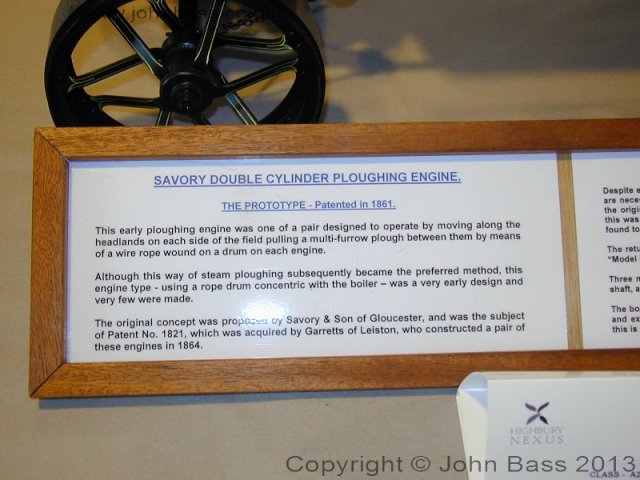 SAVORY DOUBLE CYLINDER PLOUGHING ENGINE.
THE PROTOTYPE - Patented in 1861.
This early ploughing engine was one of a pair designed to operate by moving along the
headlands on each side of the field pulling a multi-furrow plough between them by means
of a wire rope wound on a drum on each engine.
Although this way of steam ploughing subsequently became the preferred method, this
engine type - using a rope drum concentric with the boiler – was a very early design and
very few were made.
The original concept was proposed by Savory & Son of Gloucester, and was the subject
of Patent No. 1821, which was acquired by Garretts of Leiston, who constructed a pair of
these engines in 1864.
Despite
are
the
this was
found to
The
"Model
Three
shaft,
The
and
this is
HIGHBURY
NEXUS
CLASS - A2
Copyright © John Bass 2013